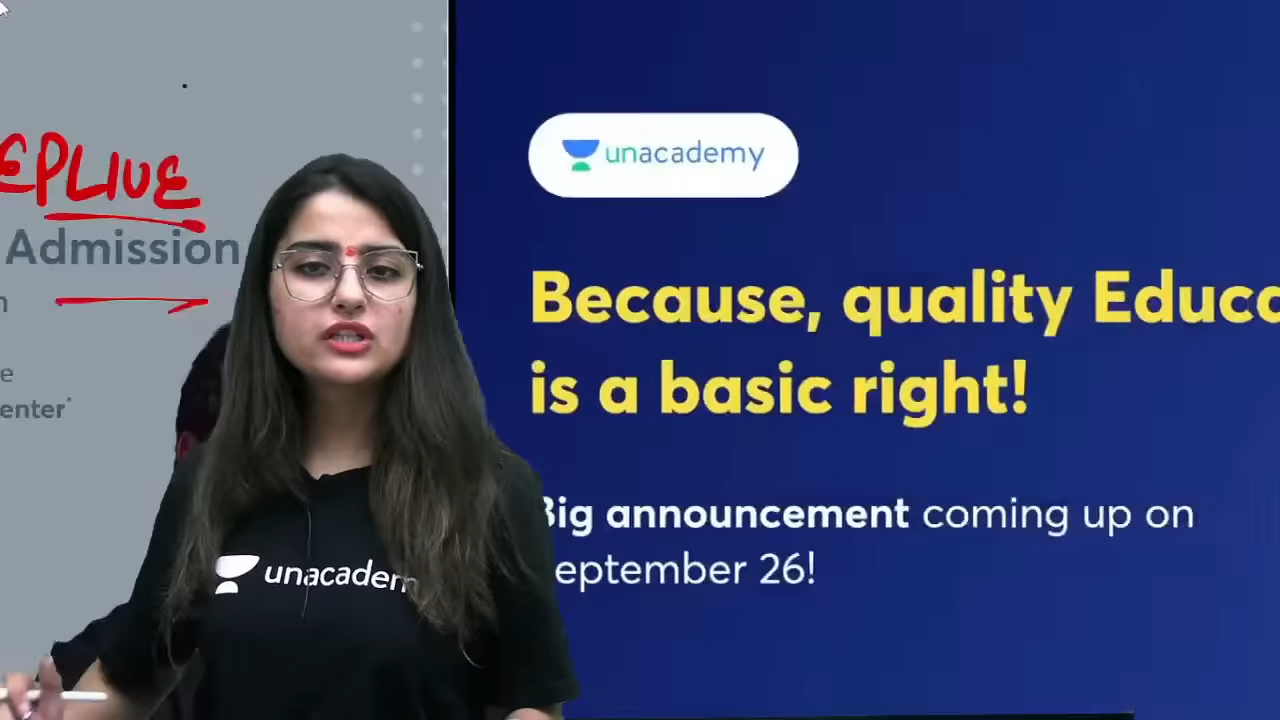 EPLIVE
Admission
n
e
enter*
unacademy
Because, quality Educa
is a basic right!
Big announcement coming up on
eptember 26!
unacadem